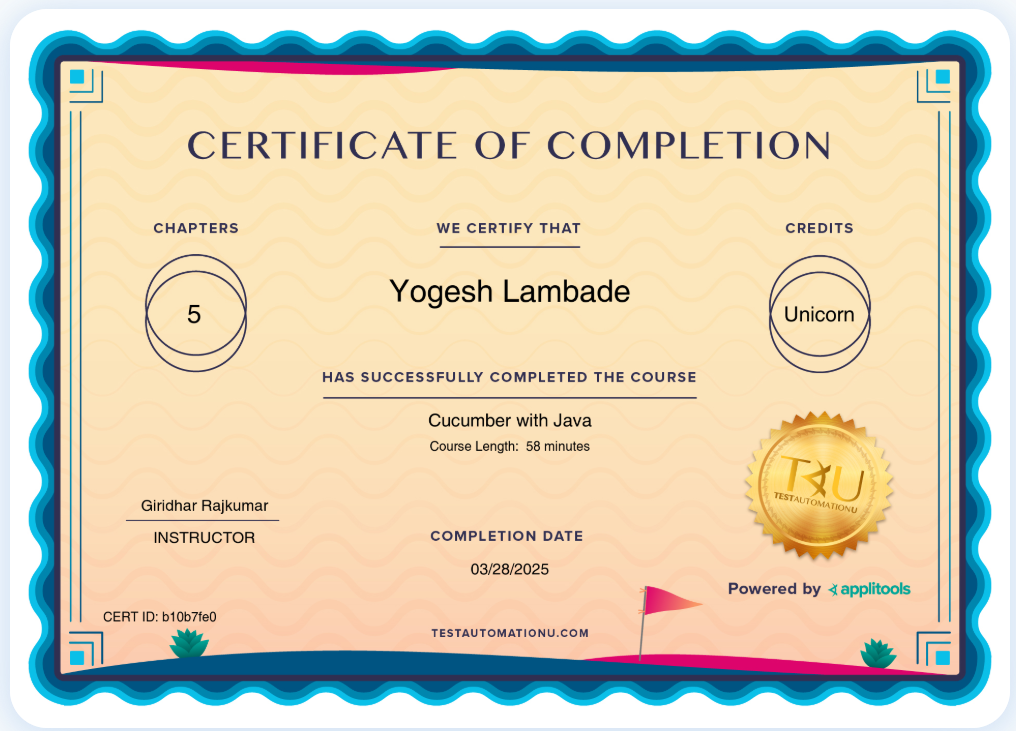 CERTIFICATE OF COMPLETION
CHAPTERS
5
WE CERTIFY THAT
Yogesh Lambade
CREDITS
Unicorn
HAS SUCCESSFULLY COMPLETED THE COURSE
Cucumber with Java
Course Length: 58 minutes
TAU
TESTAUTOMATIONU
Giridhar Rajkumar
INSTRUCTOR
COMPLETION DATE
03/28/2025
Powered by applitools
CERT ID: b10b7fe0
TESTAUTOMATIONU.COM